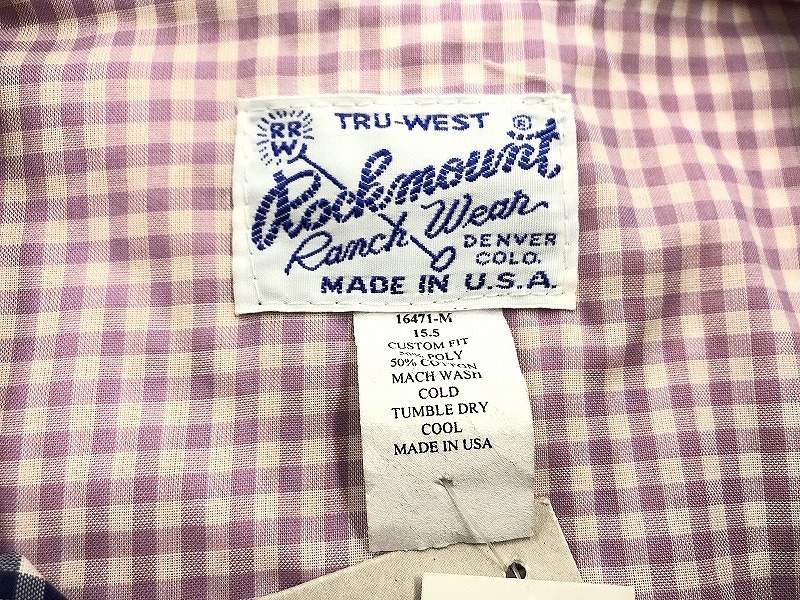 TRU-WEST ®
RRW
Rockmount
Ranch Wear
DENVER
COLO.
MADE IN U.S.A.
16471-M
15.5
CUSTOM FIT
50% POLY
50% COTTON
MACH WASH
COLD
TUMBLE DRY
COOL
MADE IN USA